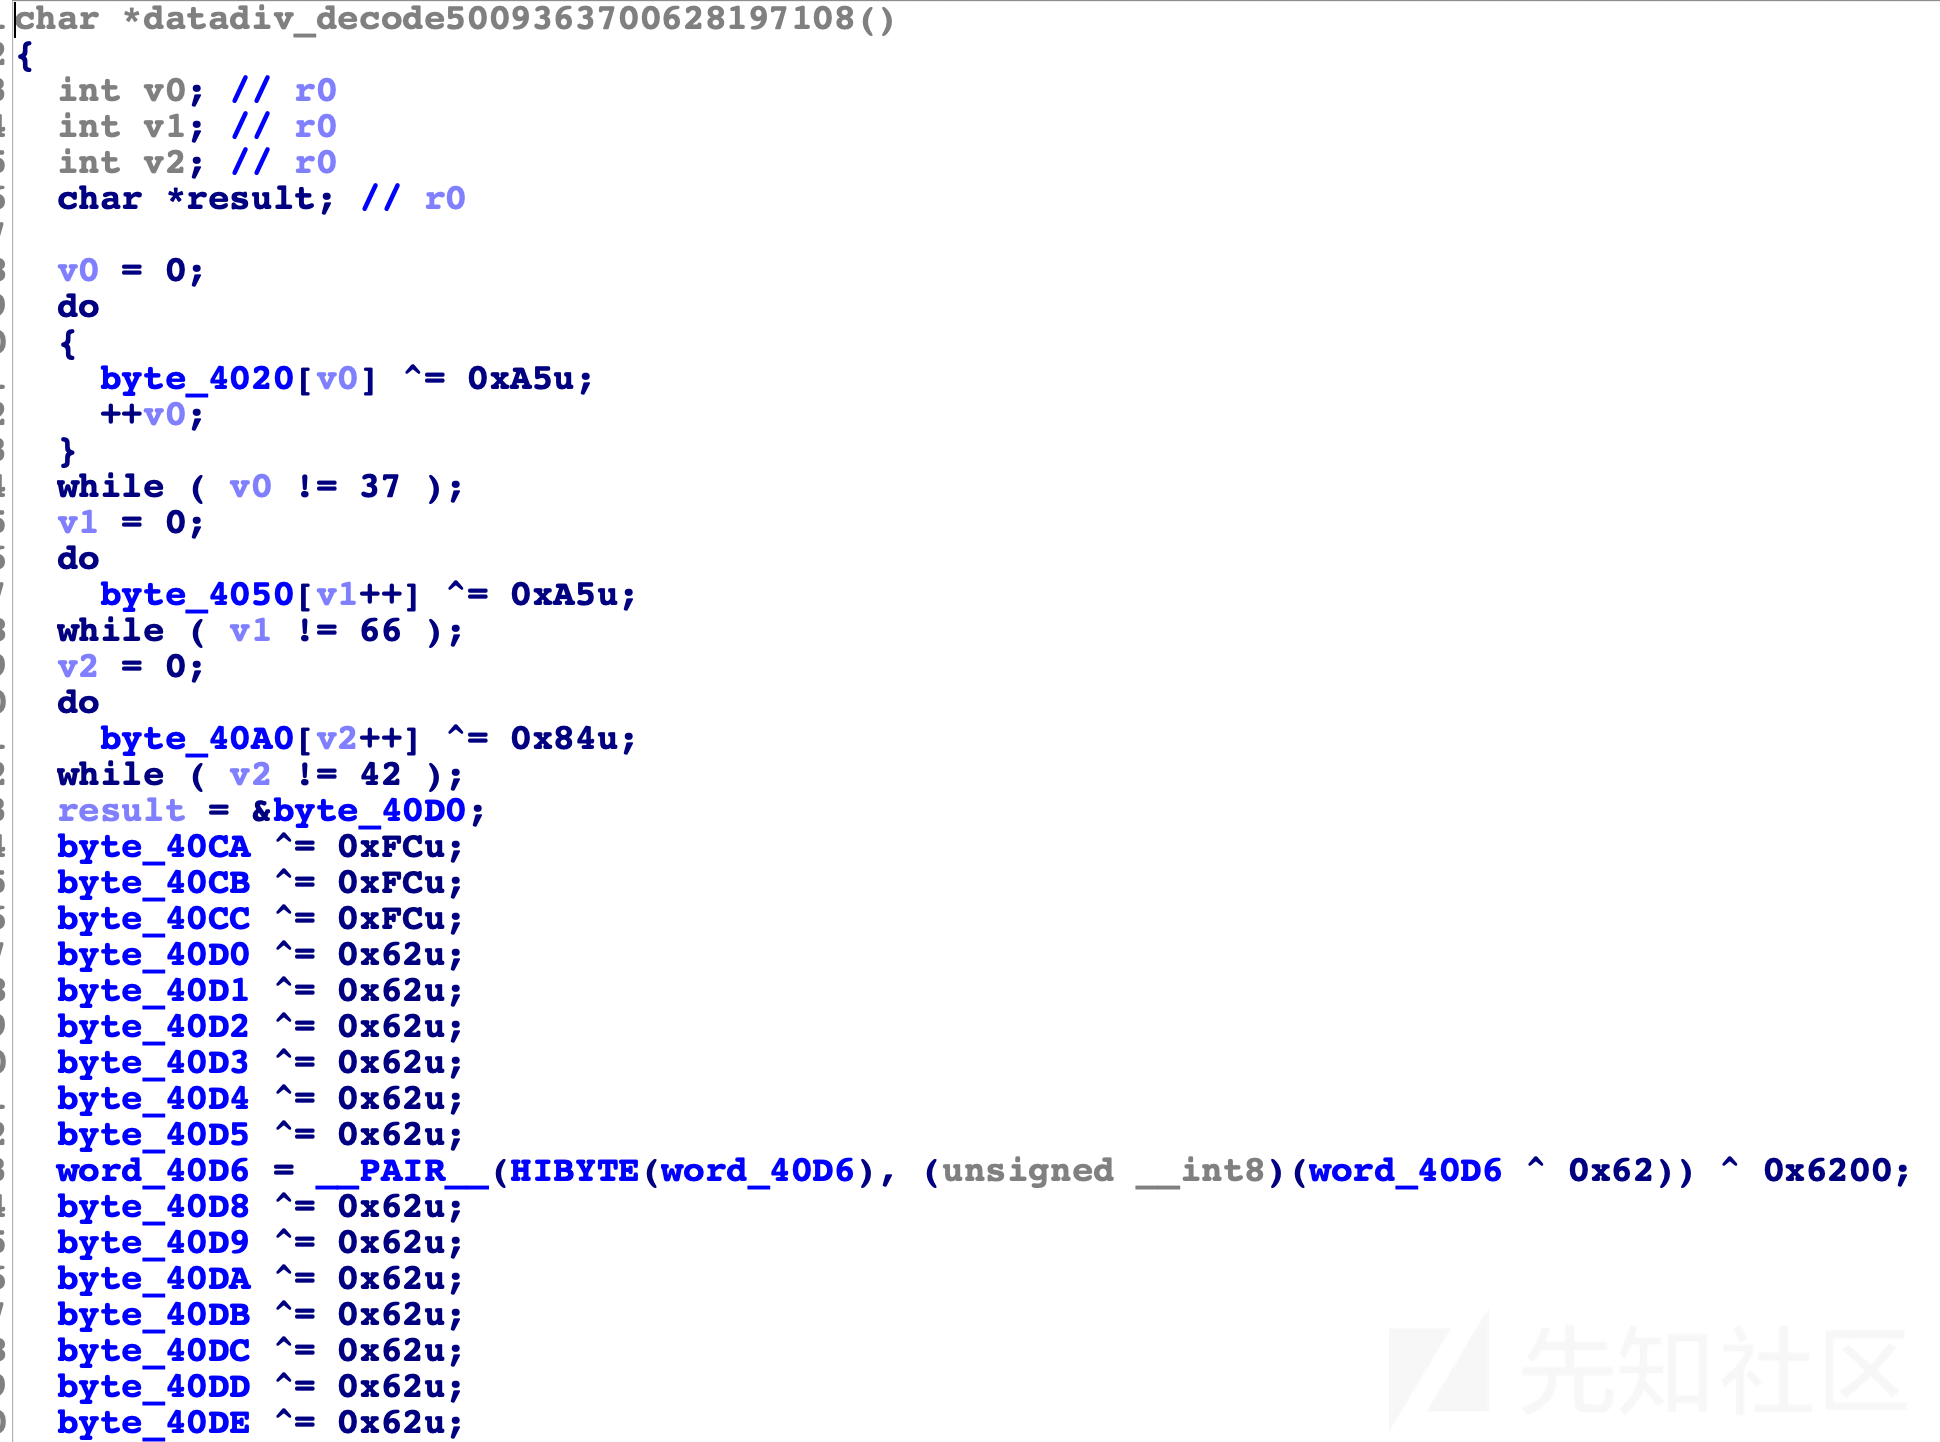 char *datadiv_decode5009363700628197108()
{
  int v0; // r0
  int v1; // r0
  int v2; // r0
  char *result; // r0
  v0 = 0;
  do
  {
    byte_4020[v0] ^= 0xA5u;
    ++v0;
  }
  while ( v0 != 37 );
  v1 = 0;
  do
    byte_4050[v1++] ^= 0xA5u;
  while ( v1 != 66 );
  v2 = 0;
  do
    byte_40A0[v2++] ^= 0x84u;
  while ( v2 != 42 );
  result = &byte_40D0;
  byte_40CA ^= 0xFCu;
  byte_40CB ^= 0xFCu;
  byte_40CC ^= 0xFCu;
  byte_40D0 ^= 0x62u;
  byte_40D1 ^= 0x62u;
  byte_40D2 ^= 0x62u;
  byte_40D3 ^= 0x62u;
  byte_40D4 ^= 0x62u;
  byte_40D5 ^= 0x62u;
  word_40D6 = __PAIR__(HIBYTE(word_40D6), (unsigned __int8)(word_40D6 ^ 0x62)) ^ 0x6200;
  byte_40D8 ^= 0x62u;
  byte_40D9 ^= 0x62u;
  byte_40DA ^= 0x62u;
  byte_40DB ^= 0x62u;
  byte_40DC ^= 0x62u;
  byte_40DD ^= 0x62u;
  byte_40DE ^= 0x62u;
先知社区